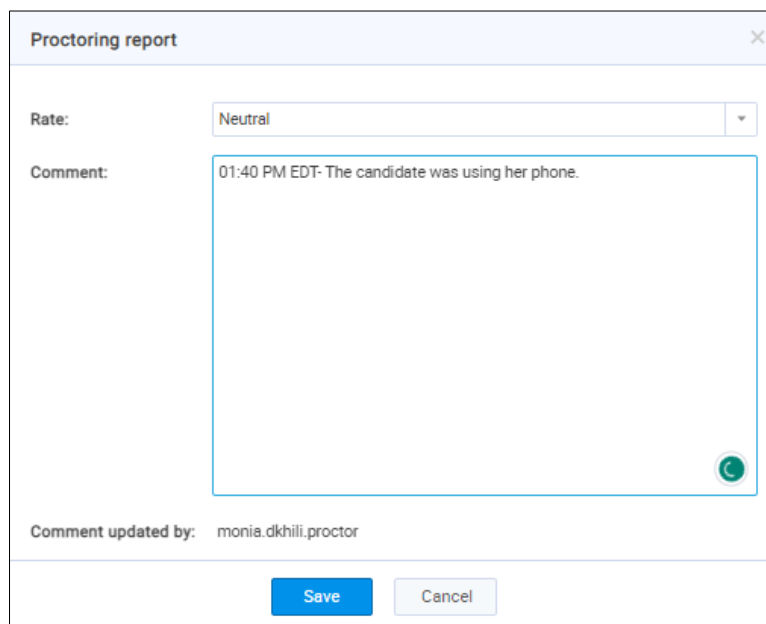 Proctoring report
Rate:
Neutral
Comment:
01:40 PM EDT- The candidate was using her phone.
Comment updated by:
monia.dkhili.proctor
Save
Cancel